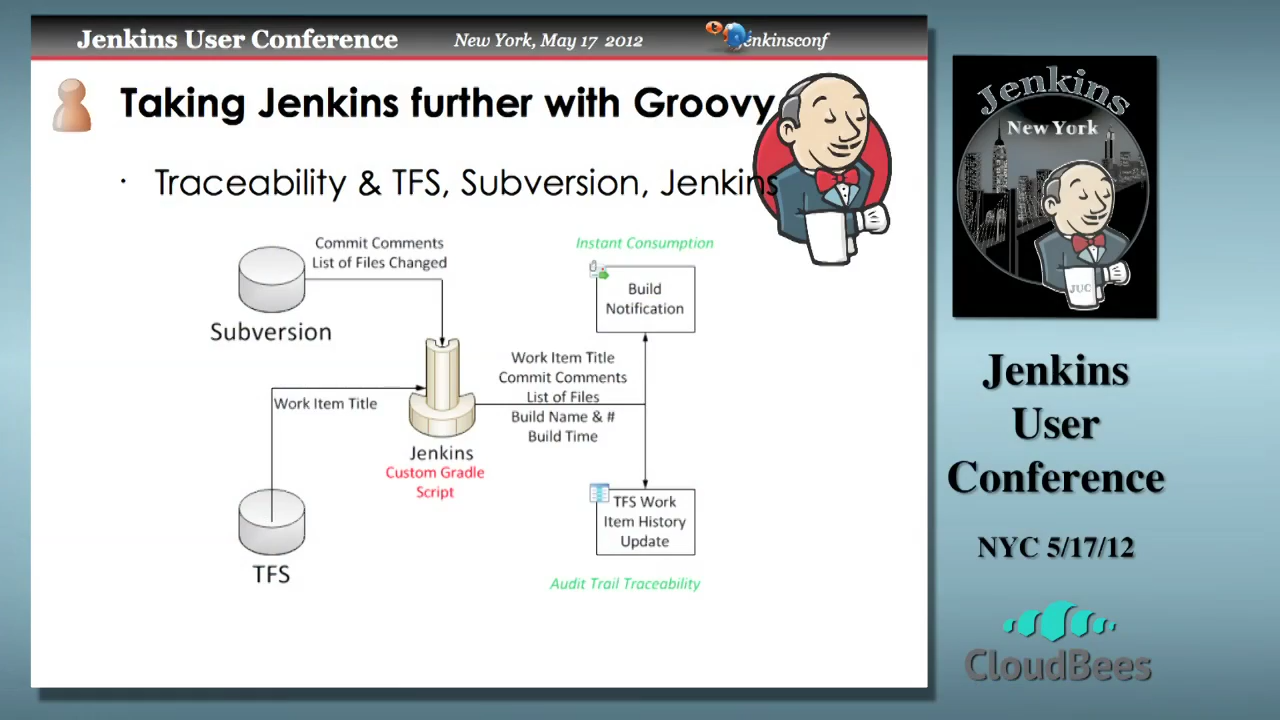 Jenkins User Conference
New York, May 17 2012
enkinsconf
Taking Jenkins further with Groovy
· Traceability & TFS, Subversion, Jenkins
Commit Comments
List of Files Changed
Subversion
Work Item Title
TFS
Jenkins
Custom Gradle
Script
Work Item Title
Commit Comments
List of Files
Build Name & #
Build Time
Instant Consumption
Build
Notification
TFS Work
Item History
Update
Audit Trail Traceability
Jenkins
New York
JUC
Jenkins
User
Conference
NYC 5/17/12
CloudBees